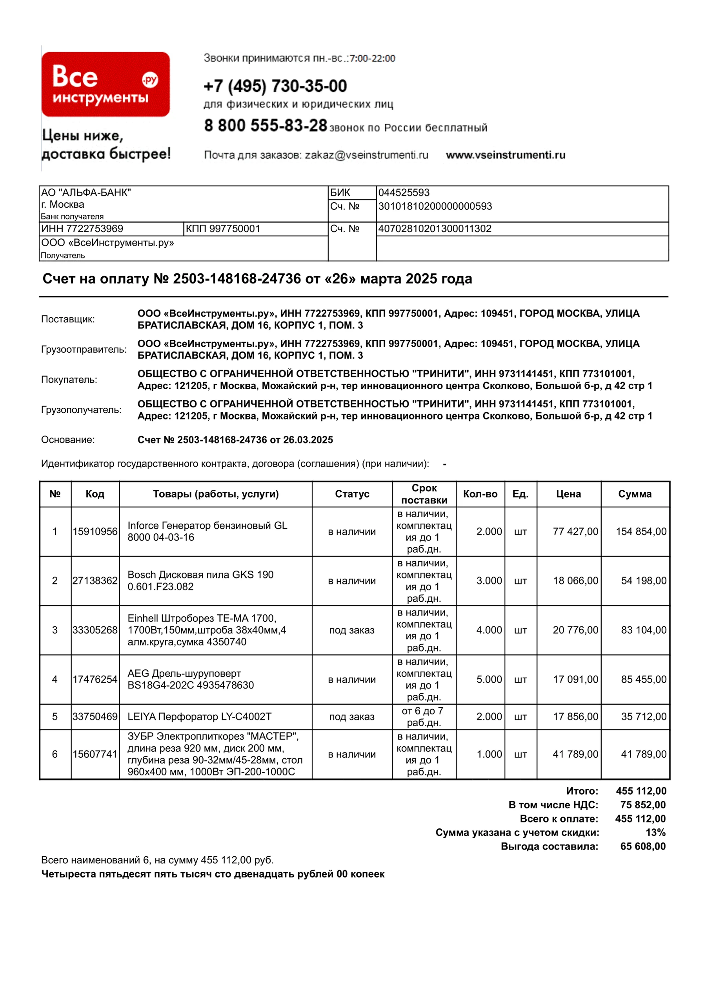 Все
.ру
инструменты
Цены ниже,
доставка быстрее!
Звонки принимаются пн.-вс.:7:00-22:00
+7 (495) 730-35-00
для физических и юридических лиц
8 800 555-83-28 звонок по России бесплатный
Почта для заказов: zakaz@vseinstrumenti.ru www.vseinstrumenti.ru
АО "АЛЬФА-БАНК" БИК 044525593
г. Москва Сч. № 30101810200000000593
Банк получателя
ИНН 7722753969 КПП 997750001 Сч. № 40702810201300011302
ООО «ВсеИнструменты.ру»
Получатель
Счет на оплату № 2503-148168-24736 от «26» марта 2025 года
Поставщик: ООО «ВсеИнструменты.ру», ИНН 7722753969, КПП 997750001, Адрес: 109451, ГОРОД МОСКВА, УЛИЦА
БРАТИСЛАВСКАЯ, ДОМ 16, КОРПУС 1, ПОМ. 3
Грузоотправитель: ООО «ВсеИнструменты.ру», ИНН 7722753969, КПП 997750001, Адрес: 109451, ГОРОД МОСКВА, УЛИЦА
БРАТИСЛАВСКАЯ, ДОМ 16, КОРПУС 1, ПОМ. 3
Покупатель: ОБЩЕСТВО С ОГРАНИЧЕННОЙ ОТВЕТСТВЕННОСТЬЮ "ТРИНИТИ", ИНН 9731141451, КПП 773101001,
Адрес: 121205, г Москва, Можайский р-н, тер инновационного центра Сколково, Большой б-р, д 42 стр 1
Грузополучатель: ОБЩЕСТВО С ОГРАНИЧЕННОЙ ОТВЕТСТВЕННОСТЬЮ "ТРИНИТИ", ИНН 9731141451, КПП 773101001,
Адрес: 121205, г Москва, Можайский р-н, тер инновационного центра Сколково, Большой б-р, д 42 стр 1
Основание: Счет № 2503-148168-24736 от 26.03.2025
Идентификатор государственного контракта, договора (соглашения) (при наличии): -
№ Код Товары (работы, услуги) Статус Срок поставки Кол-во Ед. Цена Сумма
1 15910956 Inforce Генератор бензиновый GL 8000 04-03-16 в наличии в наличии, комплектац ия до 1 раб.дн. 2.000 шт 77 427,00 154 854,00
2 27138362 Bosch Дисковая пила GKS 190 0.601.F23.082 в наличии в наличии, комплектац ия до 1 раб.дн. 3.000 шт 18 066,00 54 198,00
3 33305268 Einhell Штроборез TE-MA 1700, 1700Вт,150мм,штроба 38х40мм,4 алм.круга,сумка 4350740 под заказ в наличии, комплектац ия до 1 раб.дн. 4.000 шт 20 776,00 83 104,00
4 17476254 AEG Дрель-шуруповерт BS18G4-202C 4935478630 в наличии в наличии, комплектац ия до 1 раб.дн. 5.000 шт 17 091,00 85 455,00
5 33750469 LEIYA Перфоратор LY-C4002T под заказ от 6 до 7 раб.дн. 2.000 шт 17 856,00 35 712,00
6 15607741 ЗУБР Электроплиткорез "МАСТЕР", длина реза 920 мм, диск 200 мм, глубина реза 90-32мм/45-28мм, стол 960х400 мм, 1000Вт ЭП-200-1000С в наличии в наличии, комплектац ия до 1 раб.дн. 1.000 шт 41 789,00 41 789,00
Итого: 455 112,00
В том числе НДС: 75 852,00
Всего к оплате: 455 112,00
Сумма указана с учетом скидки: 13%
Выгода составила: 65 608,00
Всего наименований 6, на сумму 455 112,00 руб.
Четыреста пятьдесят пять тысяч сто двенадцать рублей 00 копеек